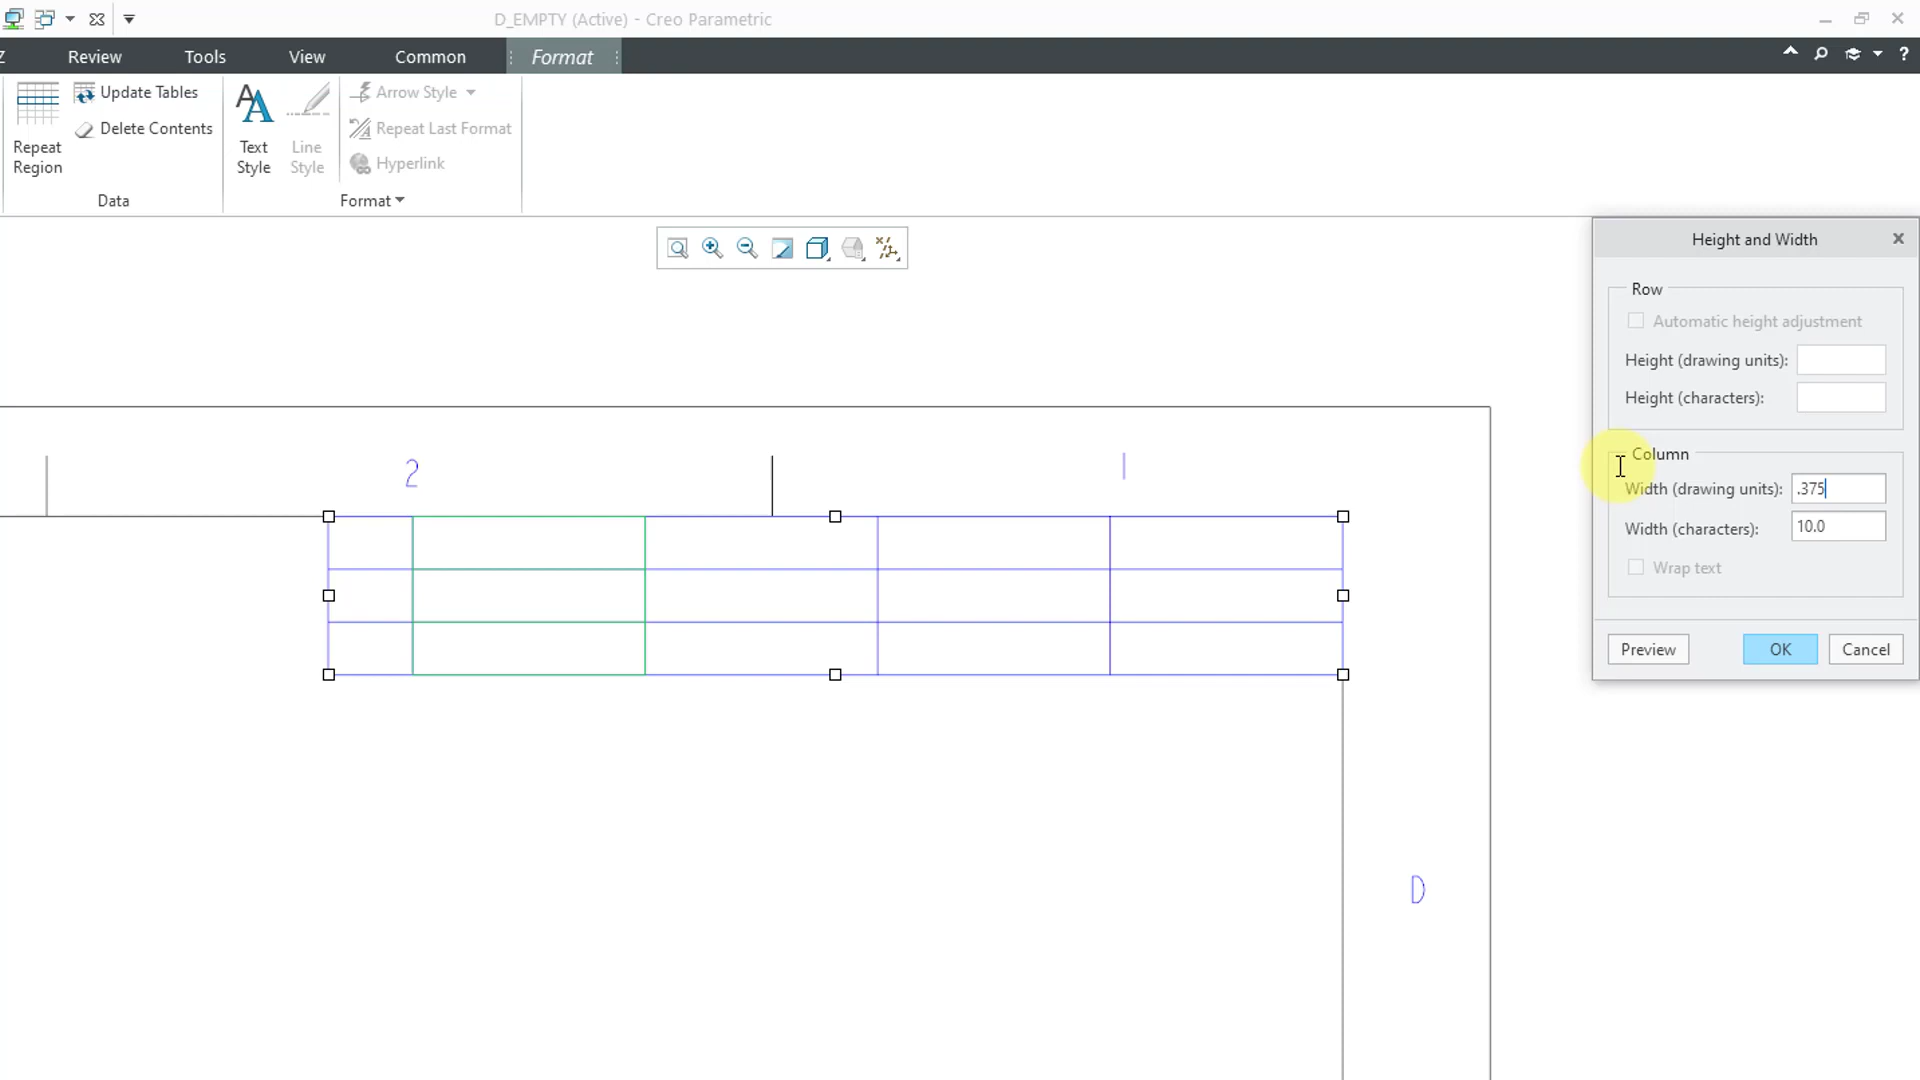 D_EMPTY (Active) - Creo Parametric
Review Tools View Common Format
?
Repeat Region
Update Tables
Delete Contents
Data
Text Style
Line Style
Arrow Style
Repeat Last Format
Hyperlink
Format
Height and Width
Row
Automatic height adjustment
Height (drawing units):
Height (characters):
Column
Width (drawing units): .375
Width (characters): 10.0
Wrap text
Preview OK Cancel
2 1
D